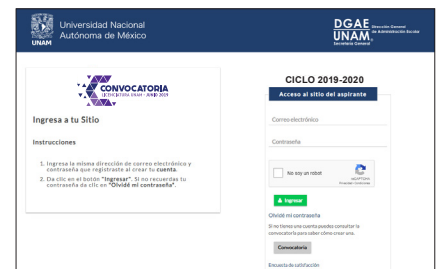 Universidad Nacional
Autónoma de México
UNAM
DGAE Dirección General
de Administración Escolar
UNAM
Secretaría General
CONVOCATORIA
LICENCIATURA UNAM - JUNIO 2019
Ingresa a tu Sitio
Instrucciones
1. Ingresa la misma dirección de correo electrónico y
contraseña que registraste al crear tu cuenta.
2. Da clic en el botón "Ingresar". Si no recuerdas tu
contraseña da clic en "Olvidé mi contraseña".
CICLO 2019-2020
Acceso al sitio del aspirante
Correo electrónico
Contraseña
No soy un robot
reCAPTCHA
Ingresar
Olvidé mi contraseña
Si no tienes una cuenta puedes consultar la
convocatoria para saber cómo crear una.
Convocatoria
Encuesta de satisfacción